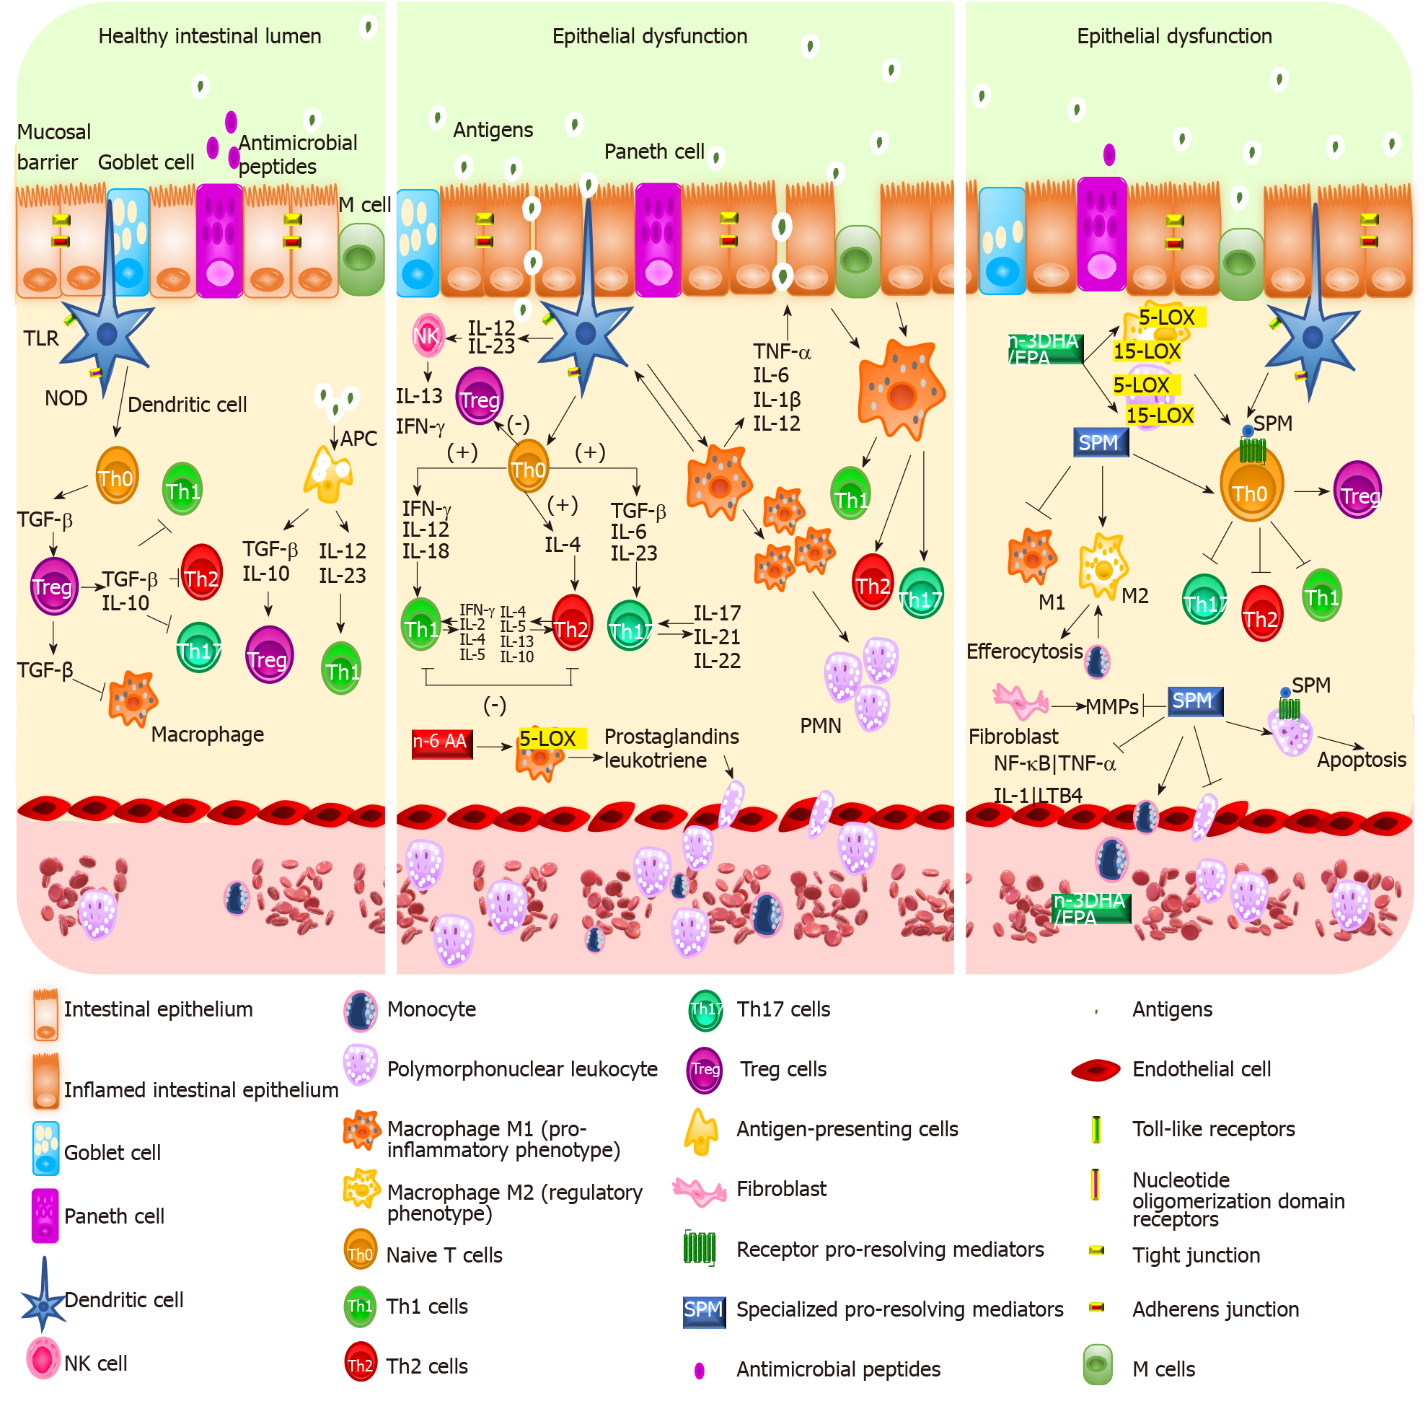 Healthy intestinal lumen
Mucosal
barrier
Goblet cell
Antimicrobial
peptides
M cell
TLR
NOD
Dendritic cell
APC
Th0
Th1
TGF-β
Treg
TGF-β
IL-10
Th2
Th17
TGF-β
Macrophage
TGF-β
IL-10
IL-12
IL-23
Treg
Th1
Epithelial dysfunction
Antigens
Paneth cell
NK
IL-12
IL-23
IL-13
IFN-γ
Treg
(-)
(+)
Th0
(+)
(+)
IFN-γ
IL-12
IL-18
IL-4
TGF-β
IL-6
IL-23
Th1
IFN-γ
IL-2
IL-4
IL-5
IL-4
IL-5
IL-13
IL-10
Th2
Th17
IL-17
IL-21
IL-22
(-)
TNF-α
IL-6
IL-1β
IL-12
Th1
Th2
Th17
PMN
n-6 AA
5-LOX
Prostaglandins
leukotriene
Epithelial dysfunction
n-3DHA
/EPA
5-LOX
15-LOX
5-LOX
15-LOX
SPM
SPM
Th0
Treg
M1
M2
Th17
Th2
Th1
Efferocytosis
Fibroblast
MMPs
SPM
SPM
Apoptosis
NF-κB|TNF-α
IL-1|LTB4
n-3DHA
/EPA
Intestinal epithelium
Inflamed intestinal epithelium
Goblet cell
Paneth cell
Dendritic cell
NK cell
Monocyte
Polymorphonuclear leukocyte
Macrophage M1 (pro-
inflammatory phenotype)
Macrophage M2 (regulatory
phenotype)
Th0
Naive T cells
Th1
Th1 cells
Th2
Th2 cells
Th17
Th17 cells
Treg
Treg cells
Antigen-presenting cells
Fibroblast
Receptor pro-resolving mediators
SPM
Specialized pro-resolving mediators
Antimicrobial peptides
Antigens
Endothelial cell
Toll-like receptors
Nucleotide
oligomerization domain
receptors
Tight junction
Adherens junction
M cells